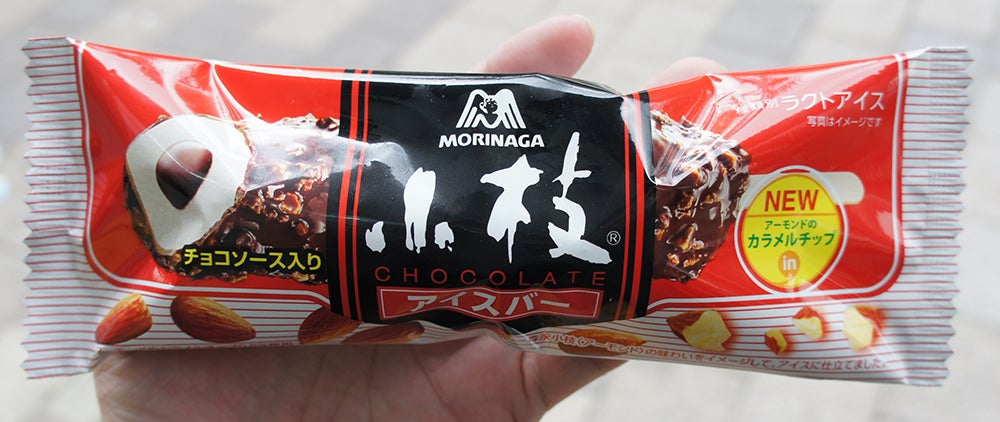 MORINAGA
小枝®
CHOCOLATE
アイスバー
チョコソース入り
種類別 ラクトアイス
写真はイメージです
NEW
アーモンドの
カラメルチップ
in
小枝〈アーモンド〉の味わいをイメージして、アイスに仕立てました。